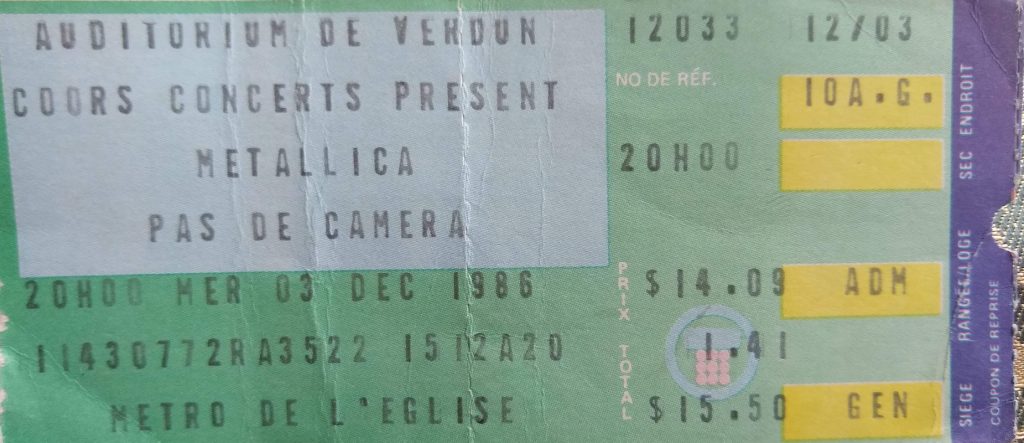 AUDITORIUM DE VERDUN
COORS CONCERTS PRESENT
METALLICA
PAS DE CAMERA
20H00 MER 03 DEC 1986
11430772RA3522 1512A20
METRO DE L'EGLISE
12033 12/03
NO DE RÉF.
10A.G.
20H00
PRIX TOTAL
$14.09 ADM
1.41
$15.50 GEN
SIEGE RANGEE/LOGE SEC ENDROIT
COUPON DE REPRISE